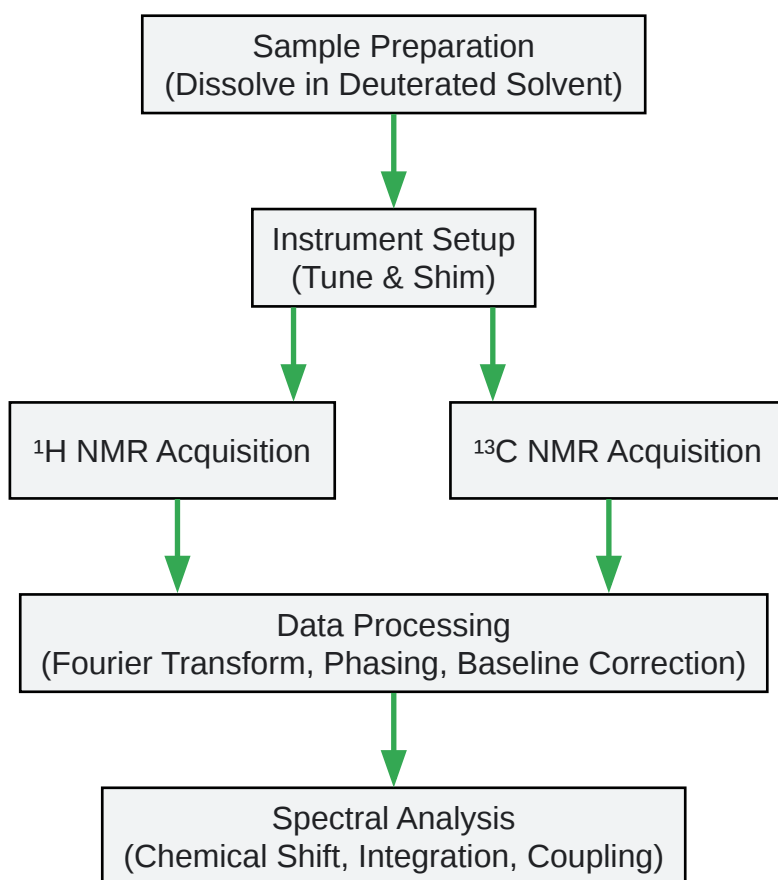 Sample Preparation
(Dissolve in Deuterated Solvent)
Instrument Setup
(Tune & Shim)
¹H NMR Acquisition
¹³C NMR Acquisition
Data Processing
(Fourier Transform, Phasing, Baseline Correction)
Spectral Analysis
(Chemical Shift, Integration, Coupling)